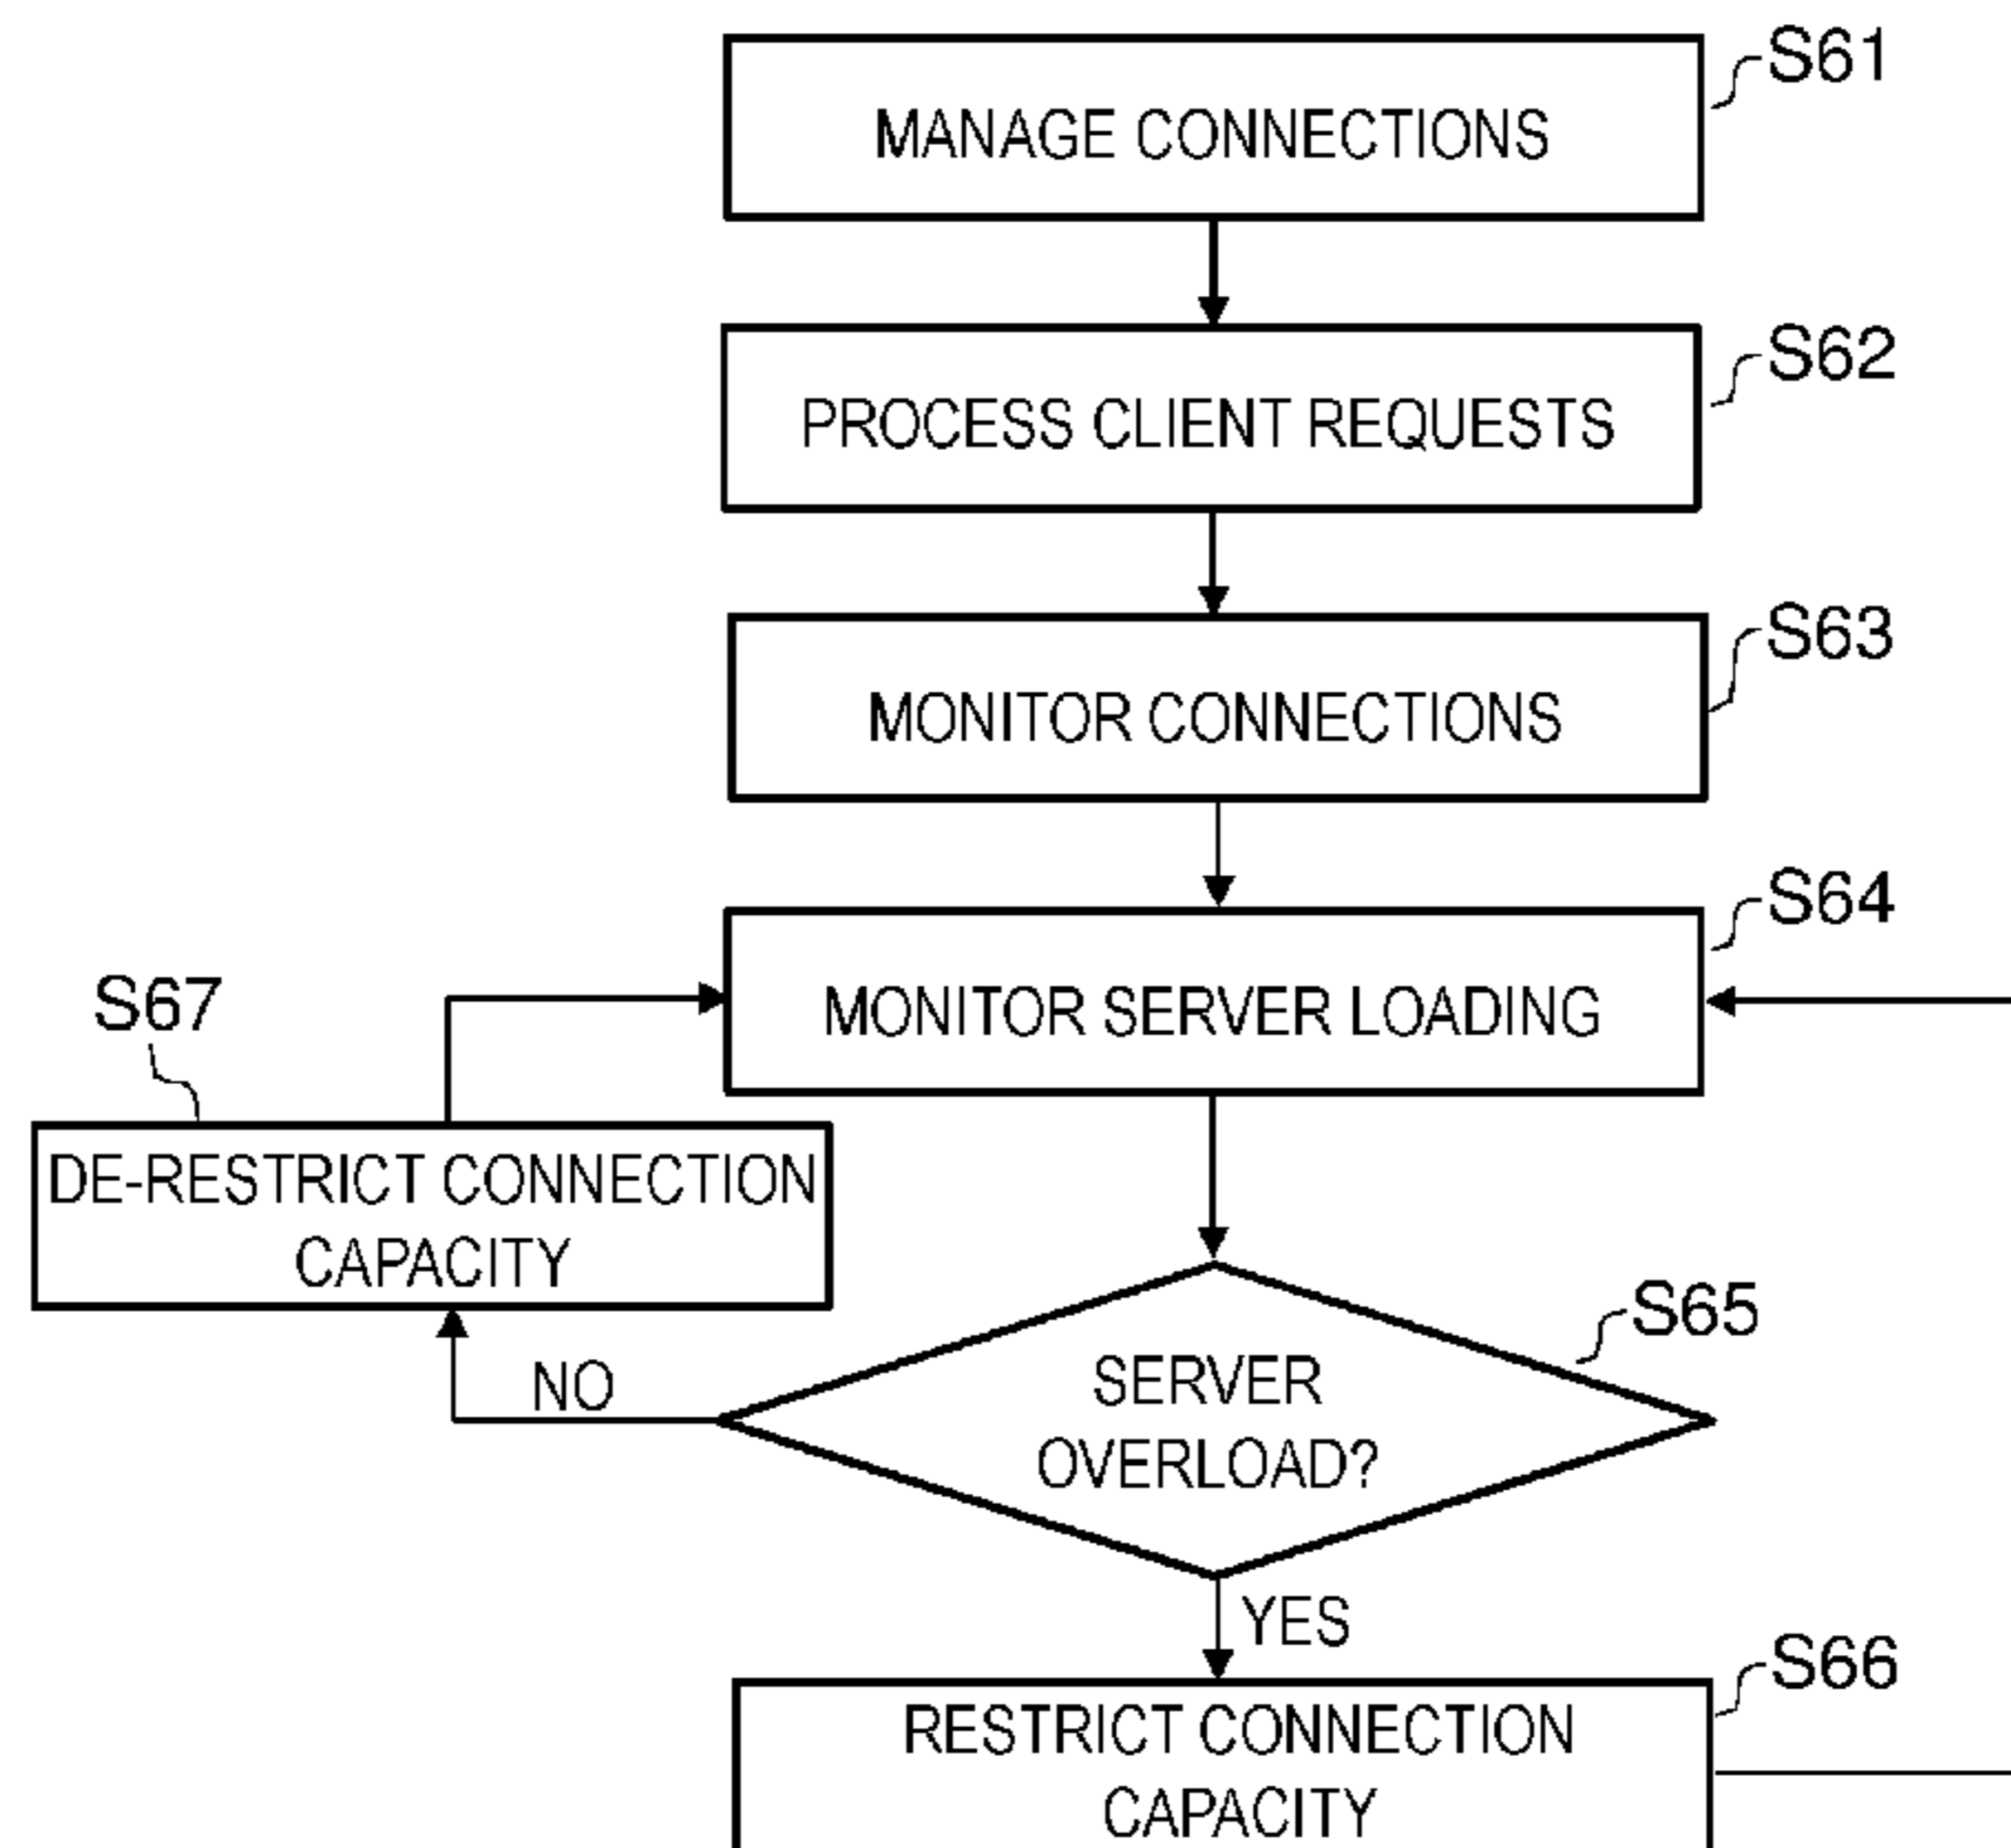 S61
MANAGE CONNECTIONS
S62
PROCESS CLIENT REQUESTS
S63
MONITOR CONNECTIONS
S64
MONITOR SERVER LOADING
S67
DE-RESTRICT CONNECTION
CAPACITY
S65
SERVER
OVERLOAD?
NO
YES
S66
RESTRICT CONNECTION
CAPACITY